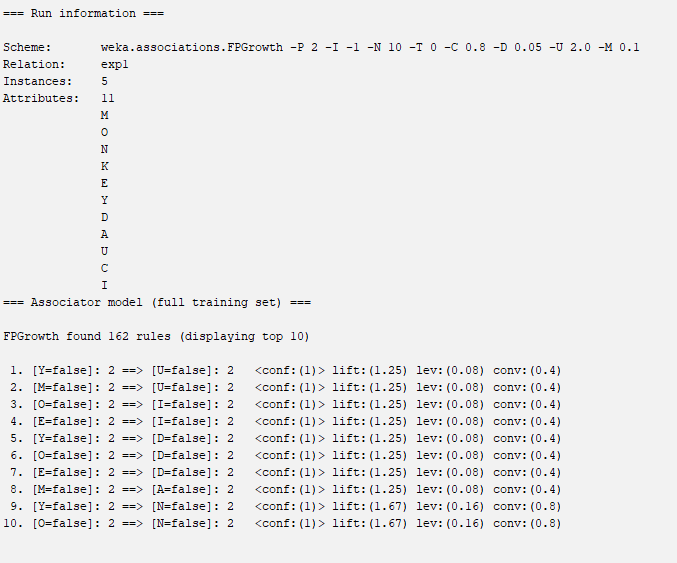 === Run information ===
Scheme: weka.associations.FPGrowth -P 2 -I -1 -N 10 -T 0 -C 0.8 -D 0.05 -U 2.0 -M 0.1
Relation: exp1
Instances: 5
Attributes: 11
M
O
N
K
E
Y
D
A
U
C
I
=== Associator model (full training set) ===
FPGrowth found 162 rules (displaying top 10)
1. [Y=false]: 2 ==> [U=false]: 2 <conf:(1)> lift:(1.25) lev:(0.08) conv:(0.4)
2. [M=false]: 2 ==> [U=false]: 2 <conf:(1)> lift:(1.25) lev:(0.08) conv:(0.4)
3. [O=false]: 2 ==> [I=false]: 2 <conf:(1)> lift:(1.25) lev:(0.08) conv:(0.4)
4. [E=false]: 2 ==> [I=false]: 2 <conf:(1)> lift:(1.25) lev:(0.08) conv:(0.4)
5. [Y=false]: 2 ==> [D=false]: 2 <conf:(1)> lift:(1.25) lev:(0.08) conv:(0.4)
6. [O=false]: 2 ==> [D=false]: 2 <conf:(1)> lift:(1.25) lev:(0.08) conv:(0.4)
7. [E=false]: 2 ==> [D=false]: 2 <conf:(1)> lift:(1.25) lev:(0.08) conv:(0.4)
8. [M=false]: 2 ==> [A=false]: 2 <conf:(1)> lift:(1.25) lev:(0.08) conv:(0.4)
9. [Y=false]: 2 ==> [N=false]: 2 <conf:(1)> lift:(1.67) lev:(0.16) conv:(0.8)
10. [O=false]: 2 ==> [N=false]: 2 <conf:(1)> lift:(1.67) lev:(0.16) conv:(0.8)